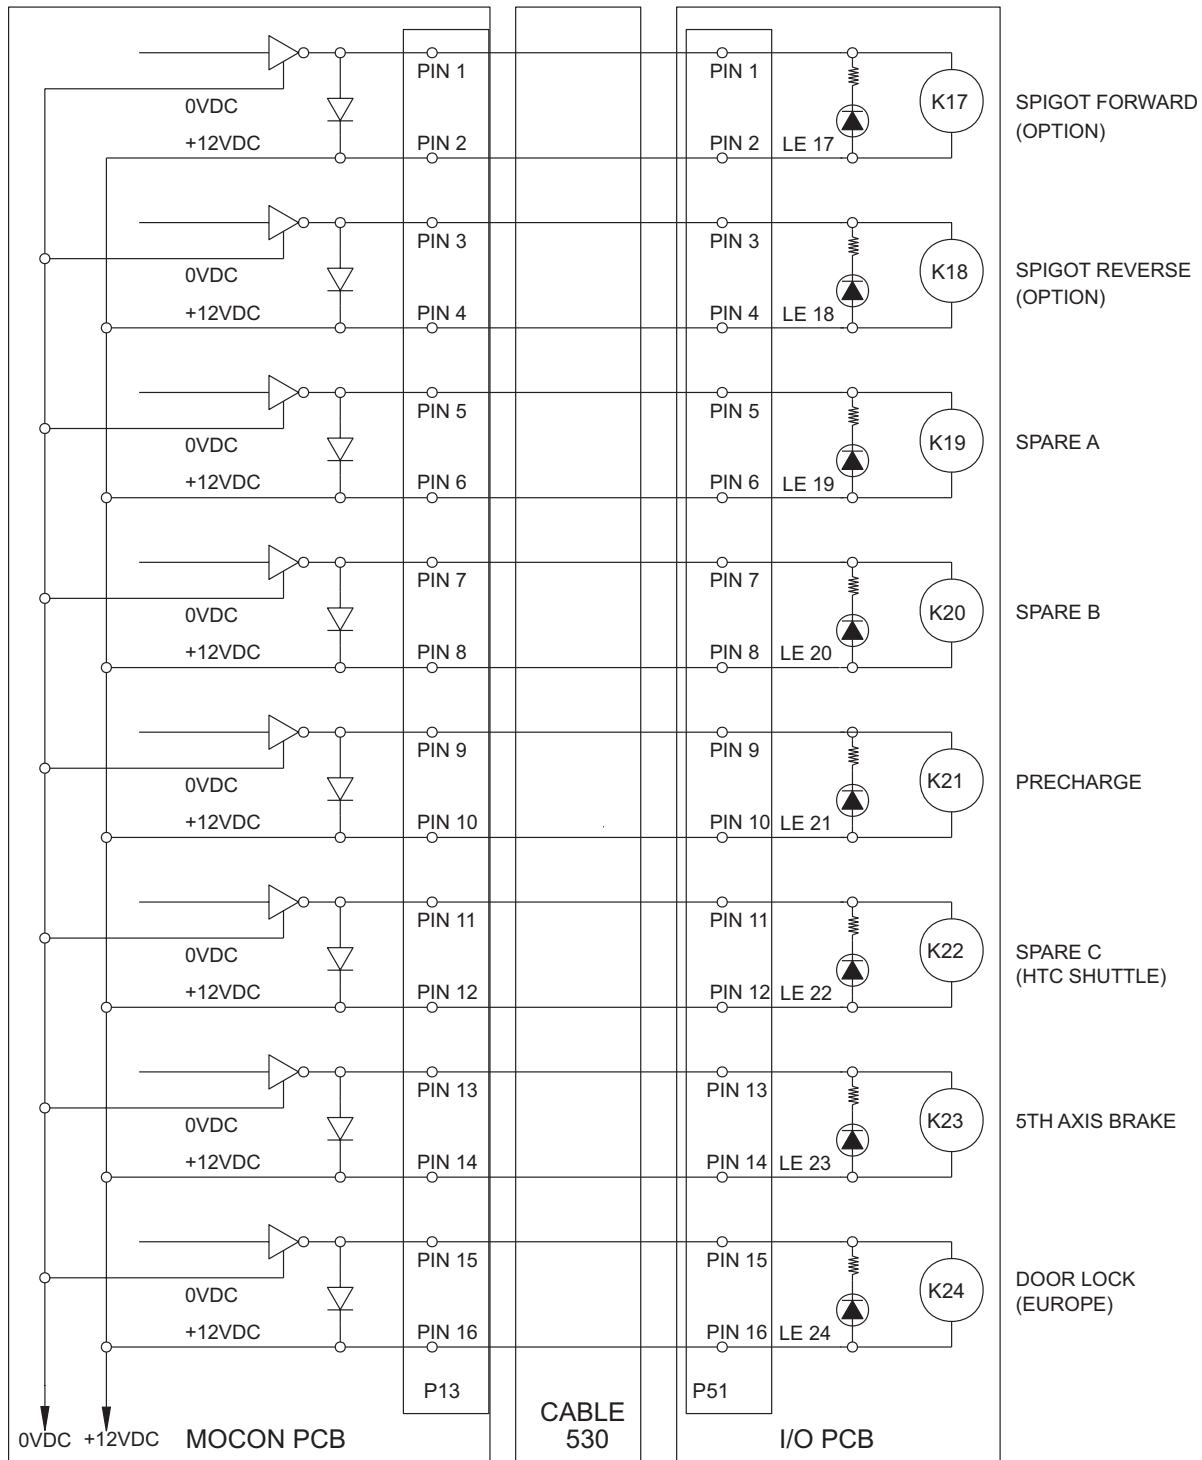 PIN 1 PIN 1
0VDC K17 SPIGOT FORWARD
+12VDC PIN 2 PIN 2 LE 17 (OPTION)
PIN 3 PIN 3
0VDC K18 SPIGOT REVERSE
+12VDC PIN 4 PIN 4 LE 18 (OPTION)
PIN 5 PIN 5
0VDC K19 SPARE A
+12VDC PIN 6 PIN 6 LE 19
PIN 7 PIN 7
0VDC K20 SPARE B
+12VDC PIN 8 PIN 8 LE 20
PIN 9 PIN 9
0VDC K21 PRECHARGE
+12VDC PIN 10 PIN 10 LE 21
PIN 11 PIN 11
0VDC K22 SPARE C
(HTC SHUTTLE)
+12VDC PIN 12 PIN 12 LE 22
PIN 13 PIN 13
0VDC K23 5TH AXIS BRAKE
+12VDC PIN 14 PIN 14 LE 23
PIN 15 PIN 15
0VDC K24 DOOR LOCK
(EUROPE)
+12VDC PIN 16 PIN 16 LE 24
P13 P51
0VDC +12VDC MOCON PCB
CABLE
530
I/O PCB